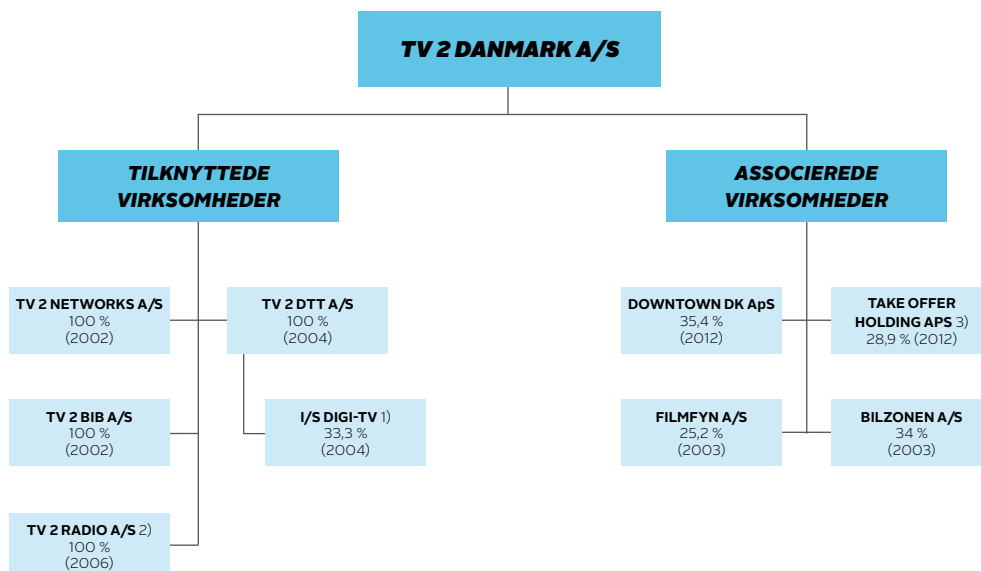 TV 2 DANMARK A/S
TILKNYTTEDE
VIRKSOMHEDER
ASSOCIEREDE
VIRKSOMHEDER
TV 2 NETWORKS A/S
100 %
(2002)
TV 2 DTT A/S
100 %
(2004)
DOWNTOWN DK ApS
35,4 %
(2012)
TAKE OFFER
HOLDING APS 3)
28,9 % (2012)
TV 2 BIB A/S
100 %
(2002)
I/S DIGI-TV 1)
33,3 %
(2004)
FILMFYN A/S
25,2 %
(2003)
BILZONEN A/S
34 %
(2003)
TV 2 RADIO A/S 2)
100 %
(2006)